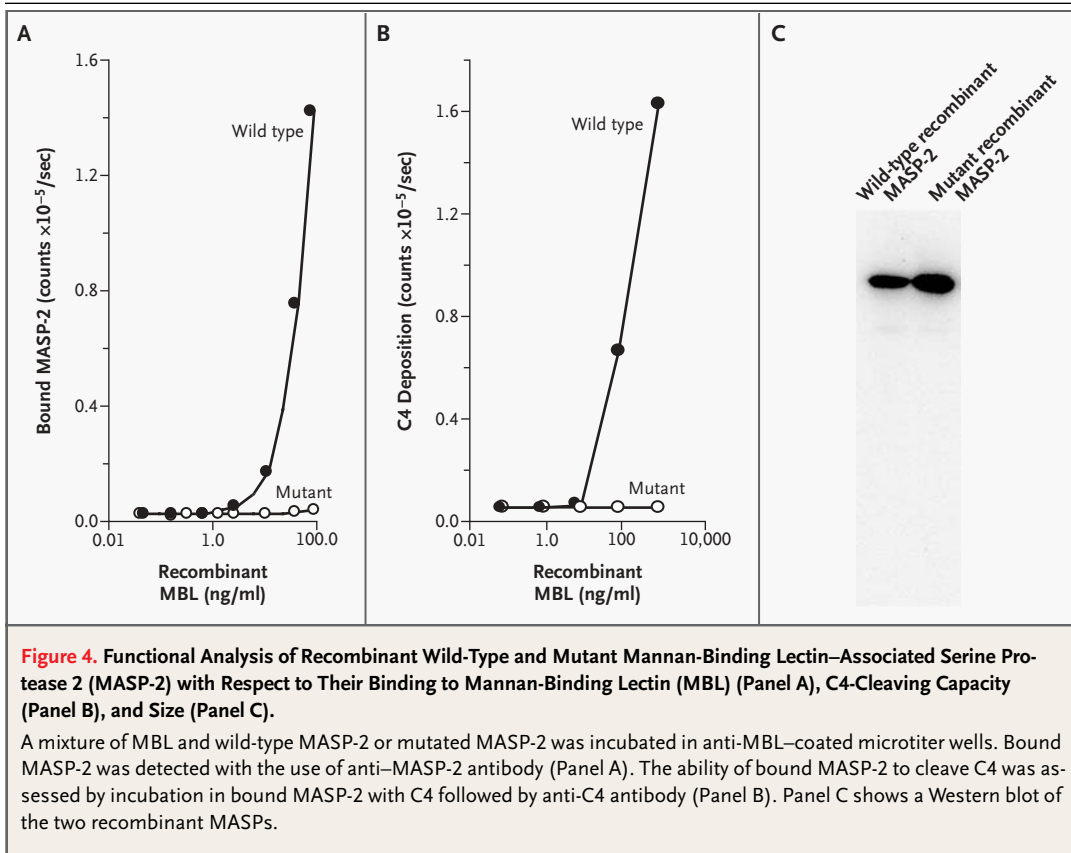 A
1.6
1.2
0.8
0.4
0.0
0.01
1.0
100.0
Bound MASP-2 (counts ×10⁻⁵/sec)
Wild type
Mutant
Recombinant
MBL (ng/ml)
B
1.6
1.2
0.8
0.4
0.0
0.01
1.0
100
10,000
C4 Deposition (counts ×10⁻⁵/sec)
Wild type
Mutant
Recombinant
MBL (ng/ml)
C
Wild-type recombinant
MASP-2
Mutant recombinant
MASP-2
Figure 4. Functional Analysis of Recombinant Wild-Type and Mutant Mannan-Binding Lectin–Associated Serine Pro-
tease 2 (MASP-2) with Respect to Their Binding to Mannan-Binding Lectin (MBL) (Panel A), C4-Cleaving Capacity
(Panel B), and Size (Panel C).
A mixture of MBL and wild-type MASP-2 or mutated MASP-2 was incubated in anti-MBL–coated microtiter wells. Bound
MASP-2 was detected with the use of anti–MASP-2 antibody (Panel A). The ability of bound MASP-2 to cleave C4 was as-
sessed by incubation in bound MASP-2 with C4 followed by anti-C4 antibody (Panel B). Panel C shows a Western blot of
the two recombinant MASPs.